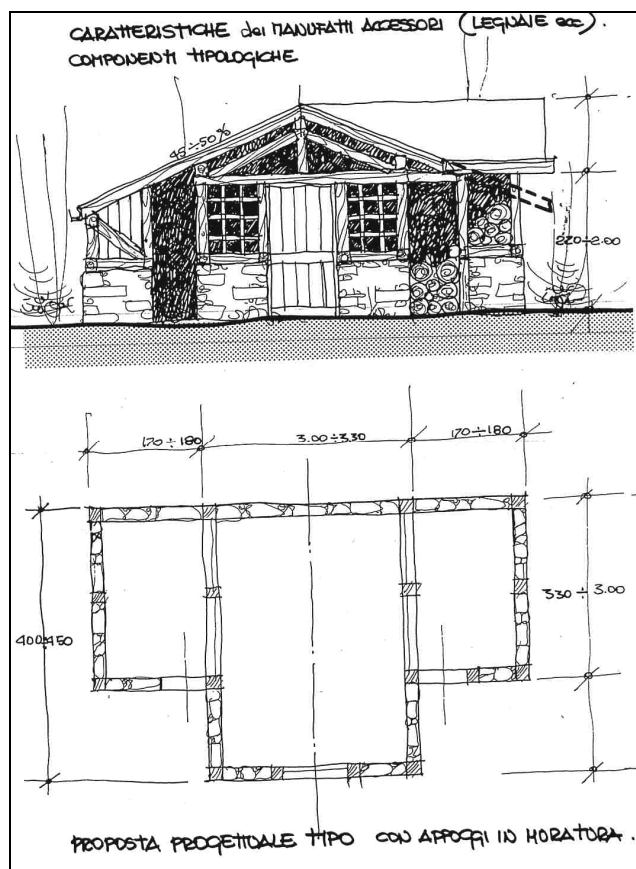 CARATTERISTICHE dei MANUFATTI ACCESSORI (LEGNAIE ecc).
COMPONENTI TIPOLOGICHE
45÷50%
220÷2.00
170÷180
3.00÷3.30
170÷180
400÷450
330÷3.00
PROPOSTA PROGETTUALE TIPO CON APPOGGI IN MURATURA.